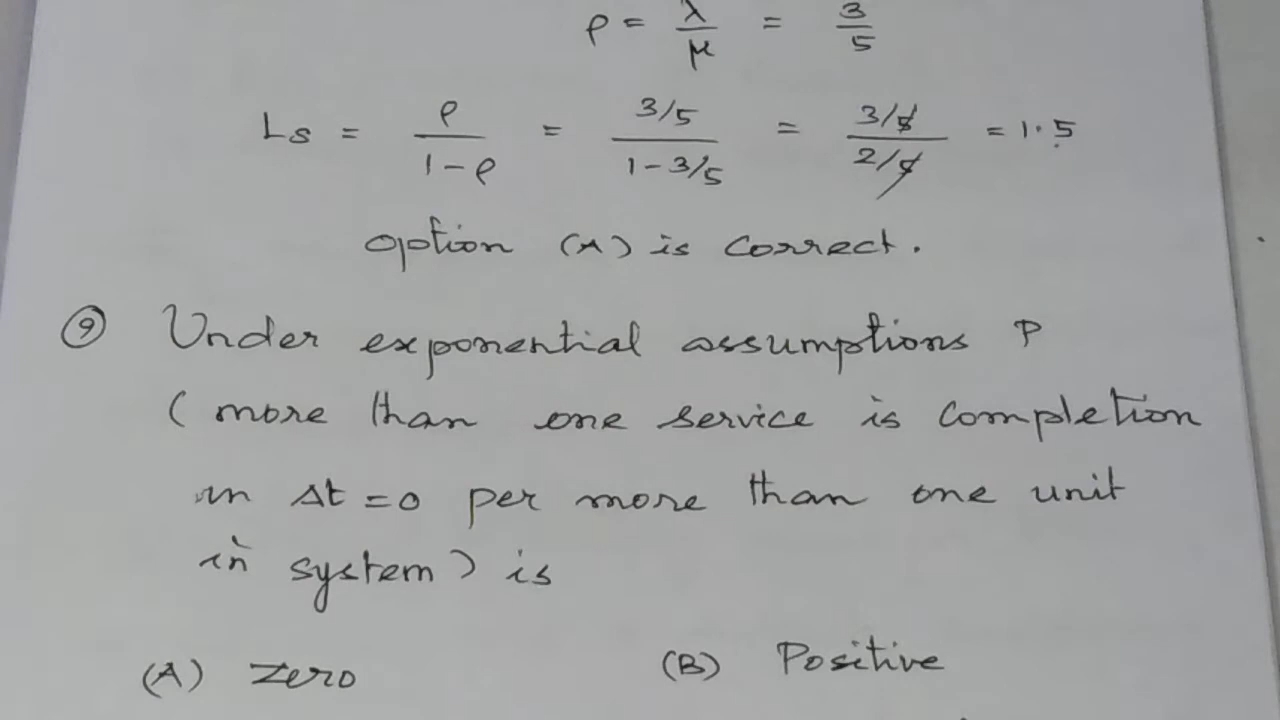 ρ = λ/μ = 3/5
Ls = ρ/(1-ρ) = (3/5)/(1-3/5) = (3/5)/(2/5) = 1.5
option (A) is correct.
⑨ Under exponential assumptions P
( more than one service is completion
in Δt = 0 per more than one unit
in system) is
(A) Zero (B) Positive